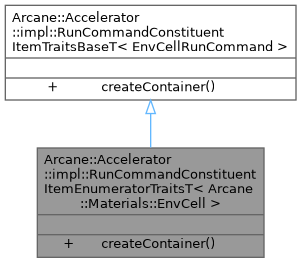 Arcane::Accelerator
::impl::RunCommandConstituent
ItemTraitsBaseT< EnvCellRunCommand >
+ createContainer()
Arcane::Accelerator
::impl::RunCommandConstituent
ItemEnumeratorTraitsT< Arcane
::Materials::EnvCell >
+ createContainer()